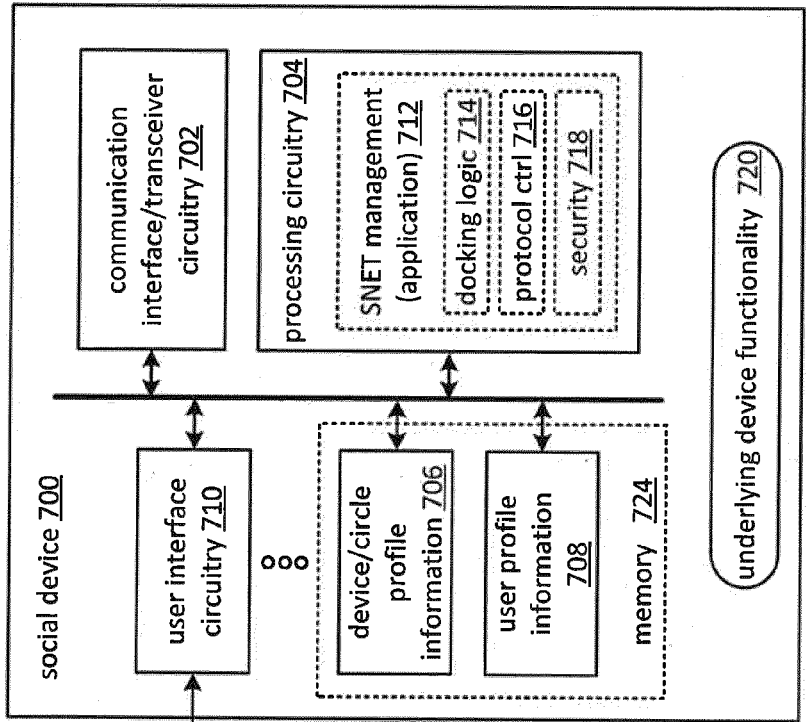 social device 700
user interface
circuitry 710
device/circle
profile
information 706
user profile
information
708
memory 724
communication
interface/transceiver
circuitry 702
processing circuitry 704
SNET management
(application) 712
docking logic 714
protocol ctrl 716
security 718
underlying device functionality 720